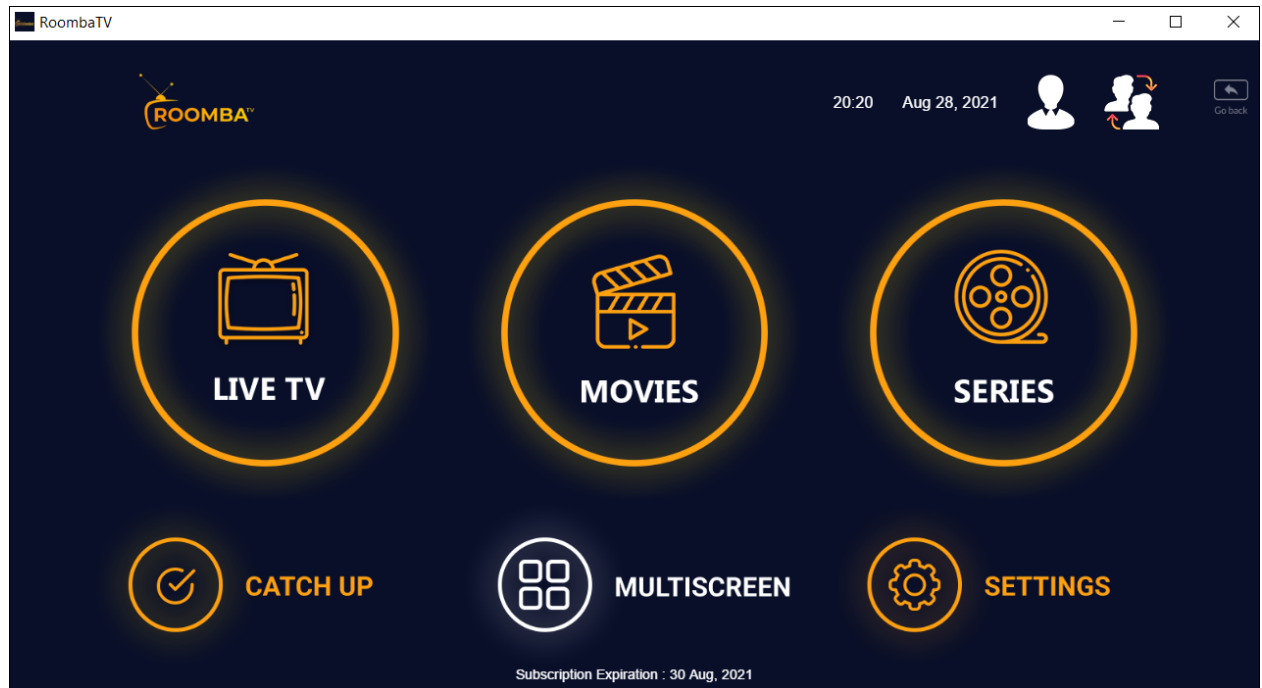 RoombaTV
ROOMBA TV
20:20 Aug 28, 2021
Go back
LIVE TV
MOVIES
SERIES
CATCH UP
MULTISCREEN
SETTINGS
Subscription Expiration : 30 Aug, 2021